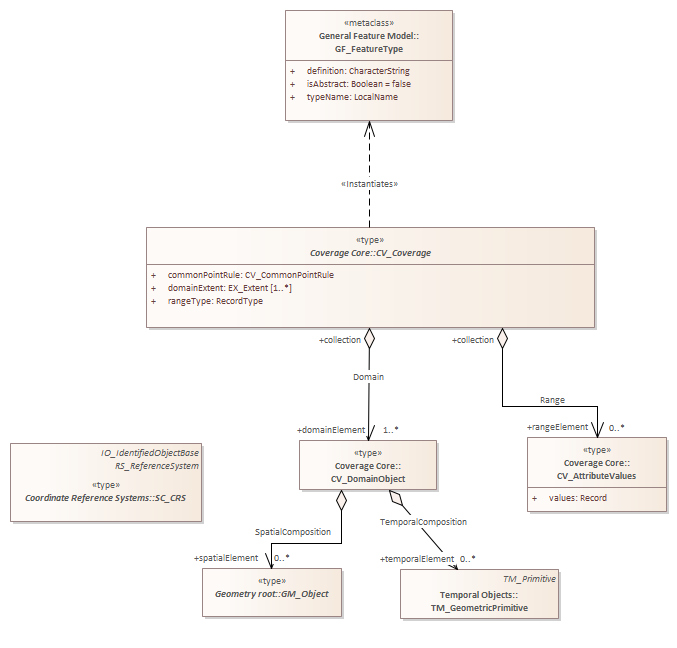 «metaclass»
General Feature Model::
GF_FeatureType
+ definition: CharacterString
+ isAbstract: Boolean = false
+ typeName: LocalName
«Instantiates»
«type»
Coverage Core::CV_Coverage
+ commonPointRule: CV_CommonPointRule
+ domainExtent: EX_Extent [1..*]
+ rangeType: RecordType
+collection
+collection
Domain
Range
+domainElement 1..*
+rangeElement 0..*
«type»
Coverage Core::
CV_DomainObject
«type»
Coverage Core::
CV_AttributeValues
+ values: Record
IO_IdentifiedObjectBase
RS_ReferenceSystem
«type»
Coordinate Reference Systems::SC_CRS
SpatialComposition
TemporalComposition
+spatialElement 0..*
+temporalElement 0..*
«type»
Geometry root::GM_Object
TM_Primitive
Temporal Objects::
TM_GeometricPrimitive